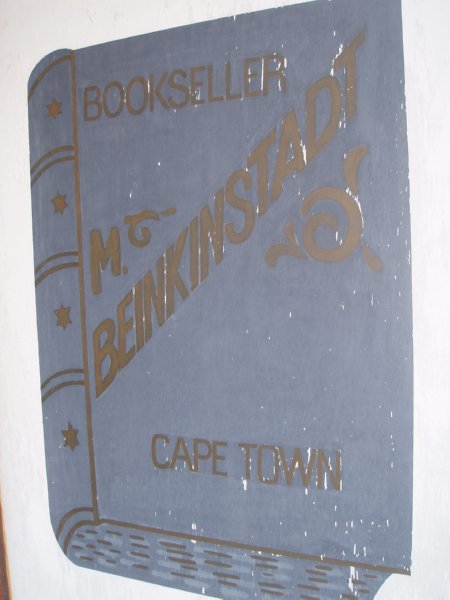 BOOKSELLER
M.
BEINKINSTADT
CAPE TOWN